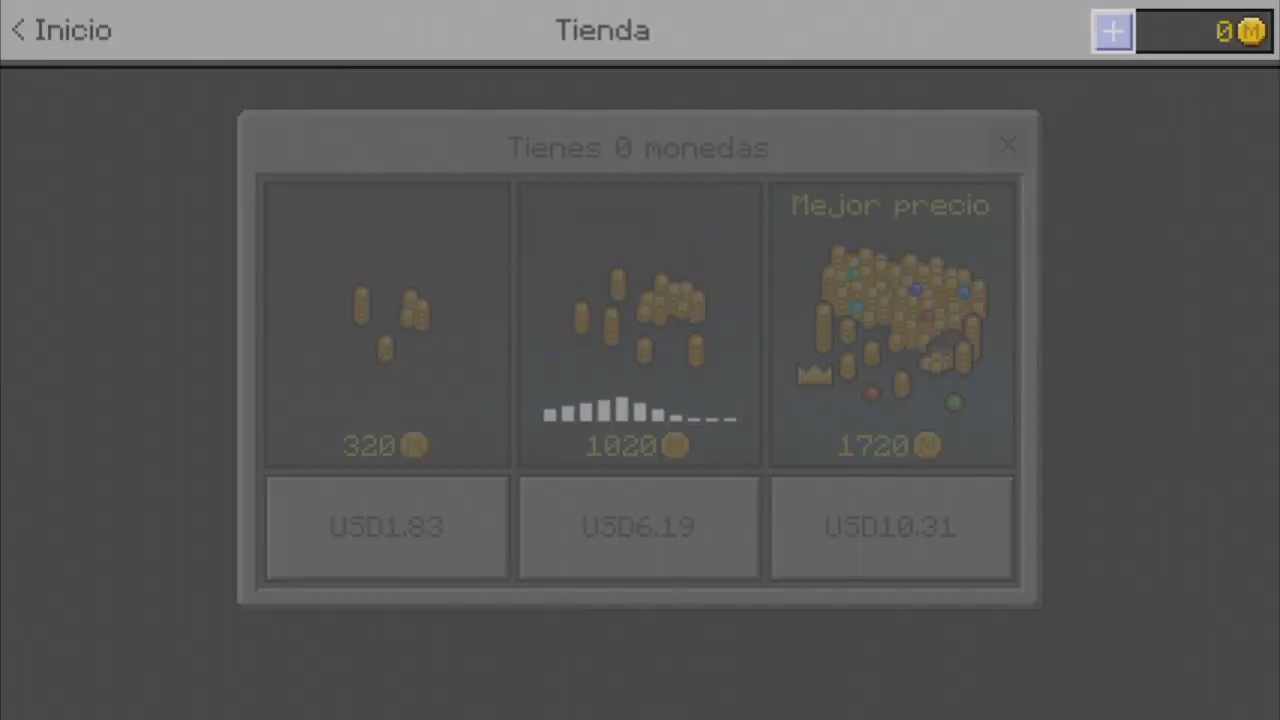 < Inicio
Tienda
0
Tienes 0 monedas
Mejor precio
320
1020
1720
USD1.83
USD6.19
USD10.31